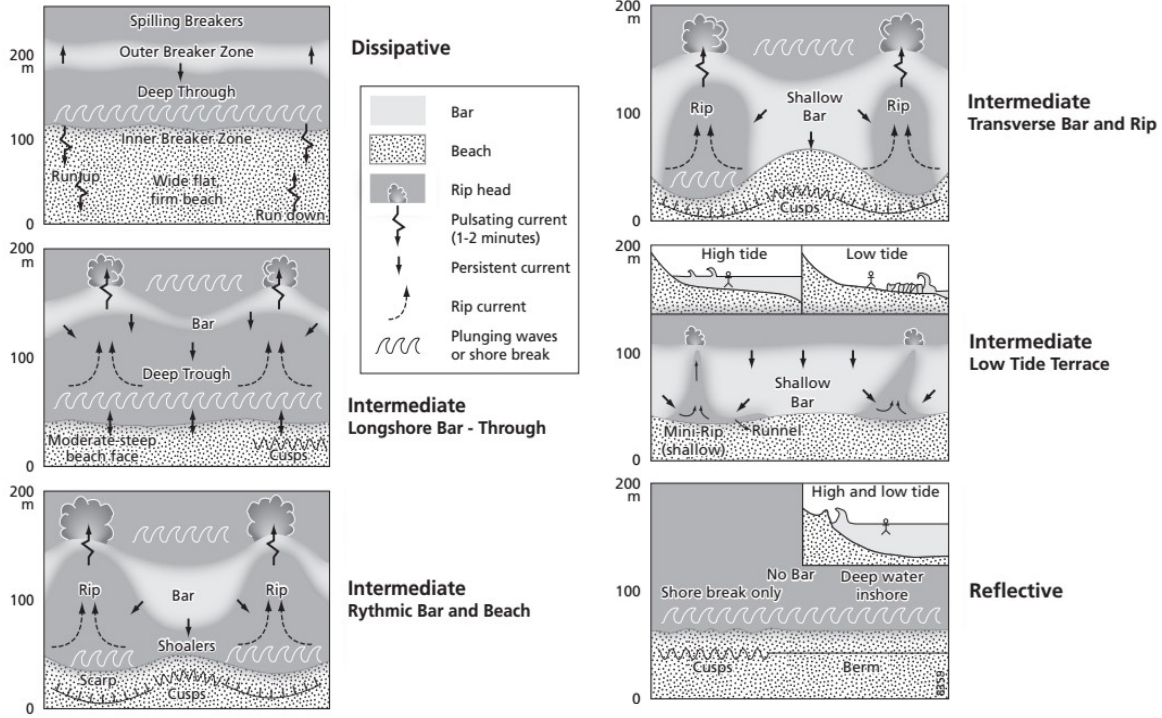 Spilling Breakers
200
m
Outer Breaker Zone
Deep Through
100
Inner Breaker Zone
Run up
Wide flat
firm beach
Run down
0
Dissipative
Bar
Beach
Rip head
Pulsating current
(1-2 minutes)
Persistent current
Rip current
Plunging waves
or shore break
200
m
Bar
100
Deep Trough
Moderate-steep
beach face
Cusps
0
Intermediate
Longshore Bar - Through
200
m
100
Rip
Bar
Rip
Shoalers
Scarp
Cusps
0
Intermediate
Rythmic Bar and Beach
200
m
100
Rip
Shallow
Bar
Rip
Cusps
0
Intermediate
Transverse Bar and Rip
200
m
High tide
Low tide
100
Shallow
Bar
Mini-Rip
(shallow)
Runnel
0
Intermediate
Low Tide Terrace
200
m
High and low tide
100
No Bar
Shore break only
Deep water
inshore
Cusps
Berm
0
8359
Reflective